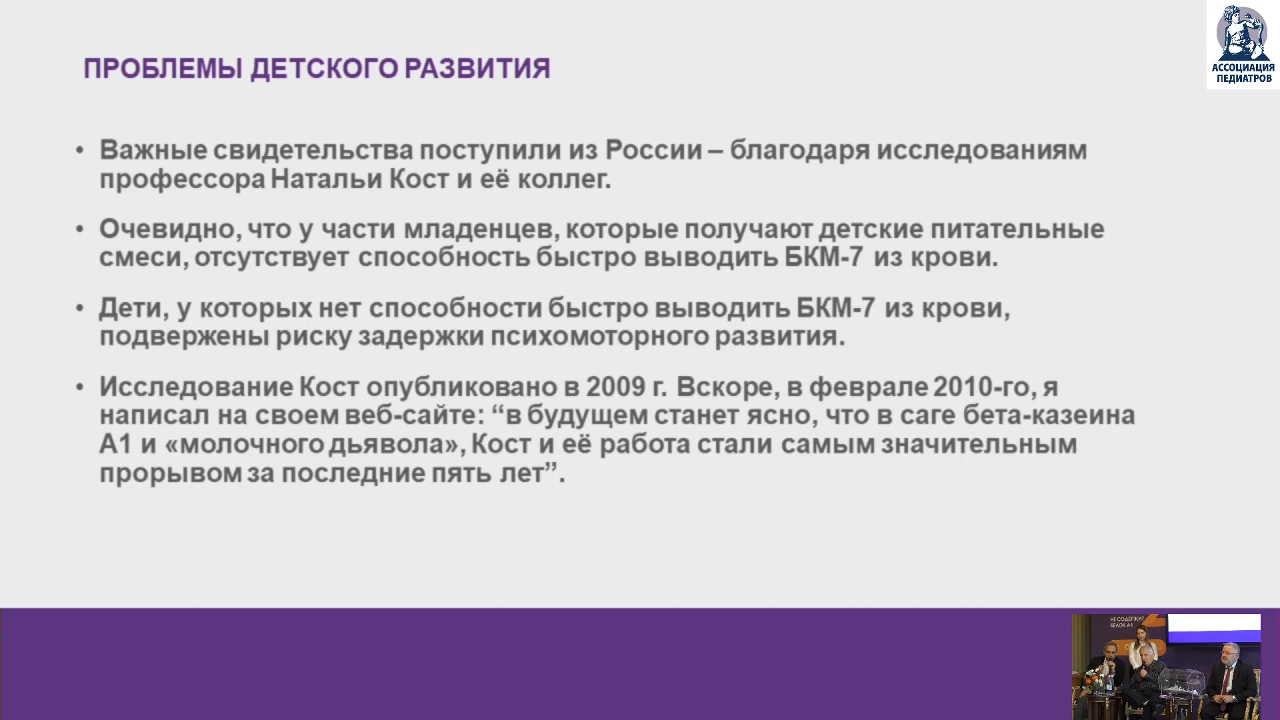 АССОЦИАЦИЯ
ПЕДИАТРОВ
ПРОБЛЕМЫ ДЕТСКОГО РАЗВИТИЯ
• Важные свидетельства поступили из России – благодаря исследованиям
профессора Натальи Кост и её коллег.
• Очевидно, что у части младенцев, которые получают детские питательные
смеси, отсутствует способность быстро выводить БКМ-7 из крови.
• Дети, у которых нет способности быстро выводить БКМ-7 из крови,
подвержены риску задержки психомоторного развития.
• Исследование Кост опубликовано в 2009 г. Вскоре, в феврале 2010-го, я
написал на своем веб-сайте: “в будущем станет ясно, что в саге бета-казеина
А1 и «молочного дьявола», Кост и её работа стали самым значительным
прорывом за последние пять лет”.
НЕ СОДЕРЖИТ
БЕЛОК А1